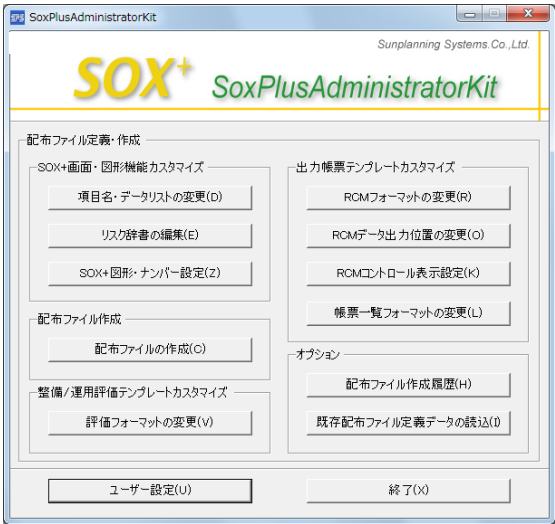 SPS SoxPlusAdministratorKit
Sunplanning Systems.Co.,Ltd.
SOX+ SoxPlusAdministratorKit
配布ファイル定義・作成
SOX+画面・図形機能カスタマイズ
項目名・データリストの変更(D)
リスク辞書の編集(E)
SOX+図形・ナンバー設定(Z)
配布ファイル作成
配布ファイルの作成(C)
整備/運用評価テンプレートカスタマイズ
評価フォーマットの変更(V)
出力帳票テンプレートカスタマイズ
RCMフォーマットの変更(R)
RCMデータ出力位置の変更(O)
RCMコントロール表示設定(K)
帳票一覧フォーマットの変更(L)
オプション
配布ファイル作成履歴(H)
既存配布ファイル定義データの読込(I)
ユーザー設定(U)
終了(X)